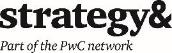 strategy&
Part of the PwC network